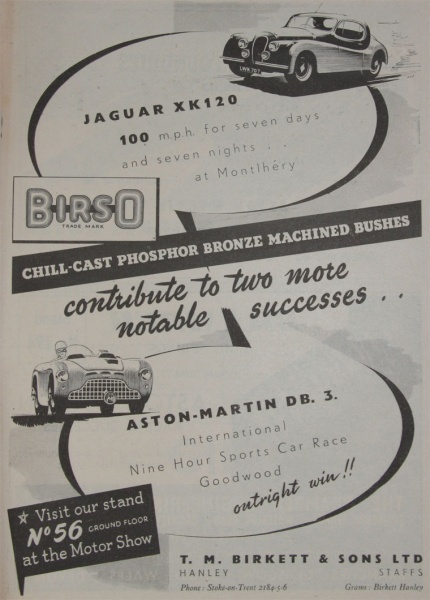 JAGUAR XK120
100 m.p.h. for seven days
and seven nights . .
at Montlhéry
BIRSO
TRADE MARK
CHILL-CAST PHOSPHOR BRONZE MACHINED BUSHES
contribute to two more
notable successes . .
ASTON-MARTIN DB. 3.
International
Nine Hour Sports Car Race
Goodwood
outright win!!
★ Visit our stand
Nº 56 GROUND FLOOR
at the Motor Show
T. M. BIRKETT & SONS LTD
HANLEY STAFFS
Phone : Stoke-on-Trent 2184-5-6 Grams : Birkett Hanley